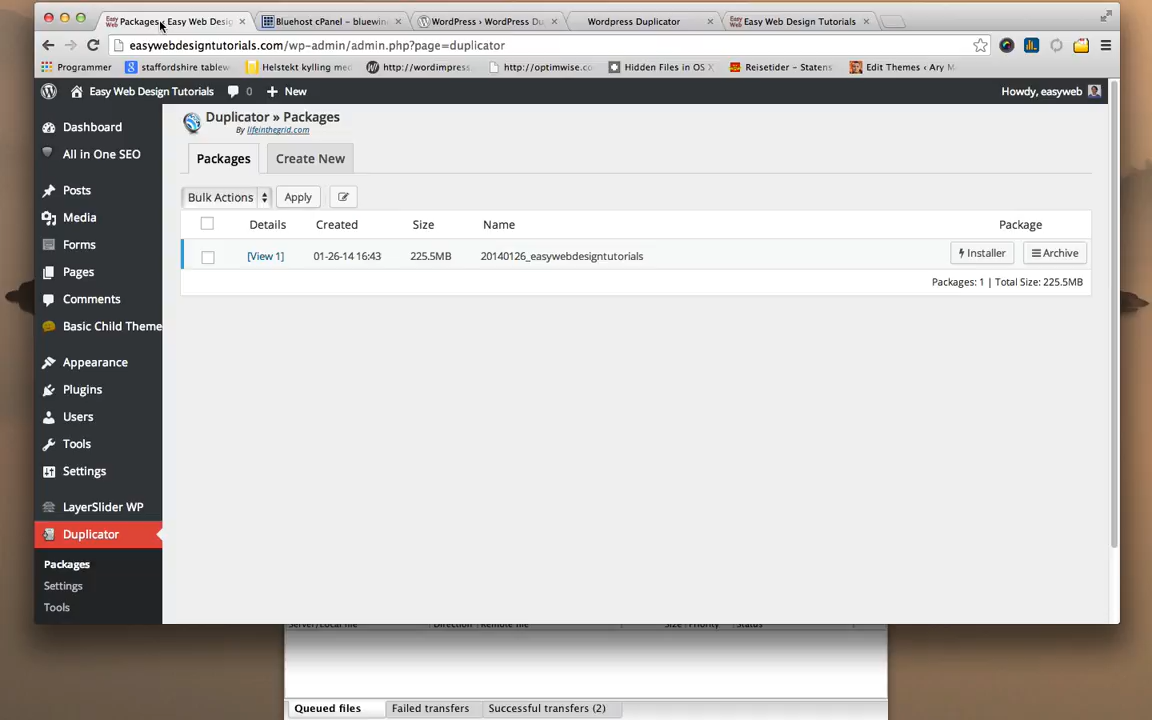 Packages ‹ Easy Web Desig
Bluehost cPanel – bluewin
WordPress › WordPress Du
Wordpress Duplicator
Easy Web Design Tutorials
easywebdesigntutorials.com/wp-admin/admin.php?page=duplicator
Programmer
staffordshire tablew
Helstekt kylling me
http://wordimpress.
http://optimwise.co
Hidden Files in OS X
Reisetider – Statens
Edit Themes ‹ Ary M
Easy Web Design Tutorials
0
New
Howdy, easyweb
Dashboard
All in One SEO
Posts
Media
Forms
Pages
Comments
Basic Child Theme
Appearance
Plugins
Users
Tools
Settings
LayerSlider WP
Duplicator
Packages
Settings
Tools
Duplicator » Packages
By lifeinthegrid.com
Packages
Create New
Bulk Actions
Apply
Details Created Size Name Package
[View 1] 01-26-14 16:43 225.5MB 20140126_easywebdesigntutorials Installer Archive
Packages: 1 | Total Size: 225.5MB
Server/Local file Direction Remote file Size Priority Status
Queued files
Failed transfers
Successful transfers (2)